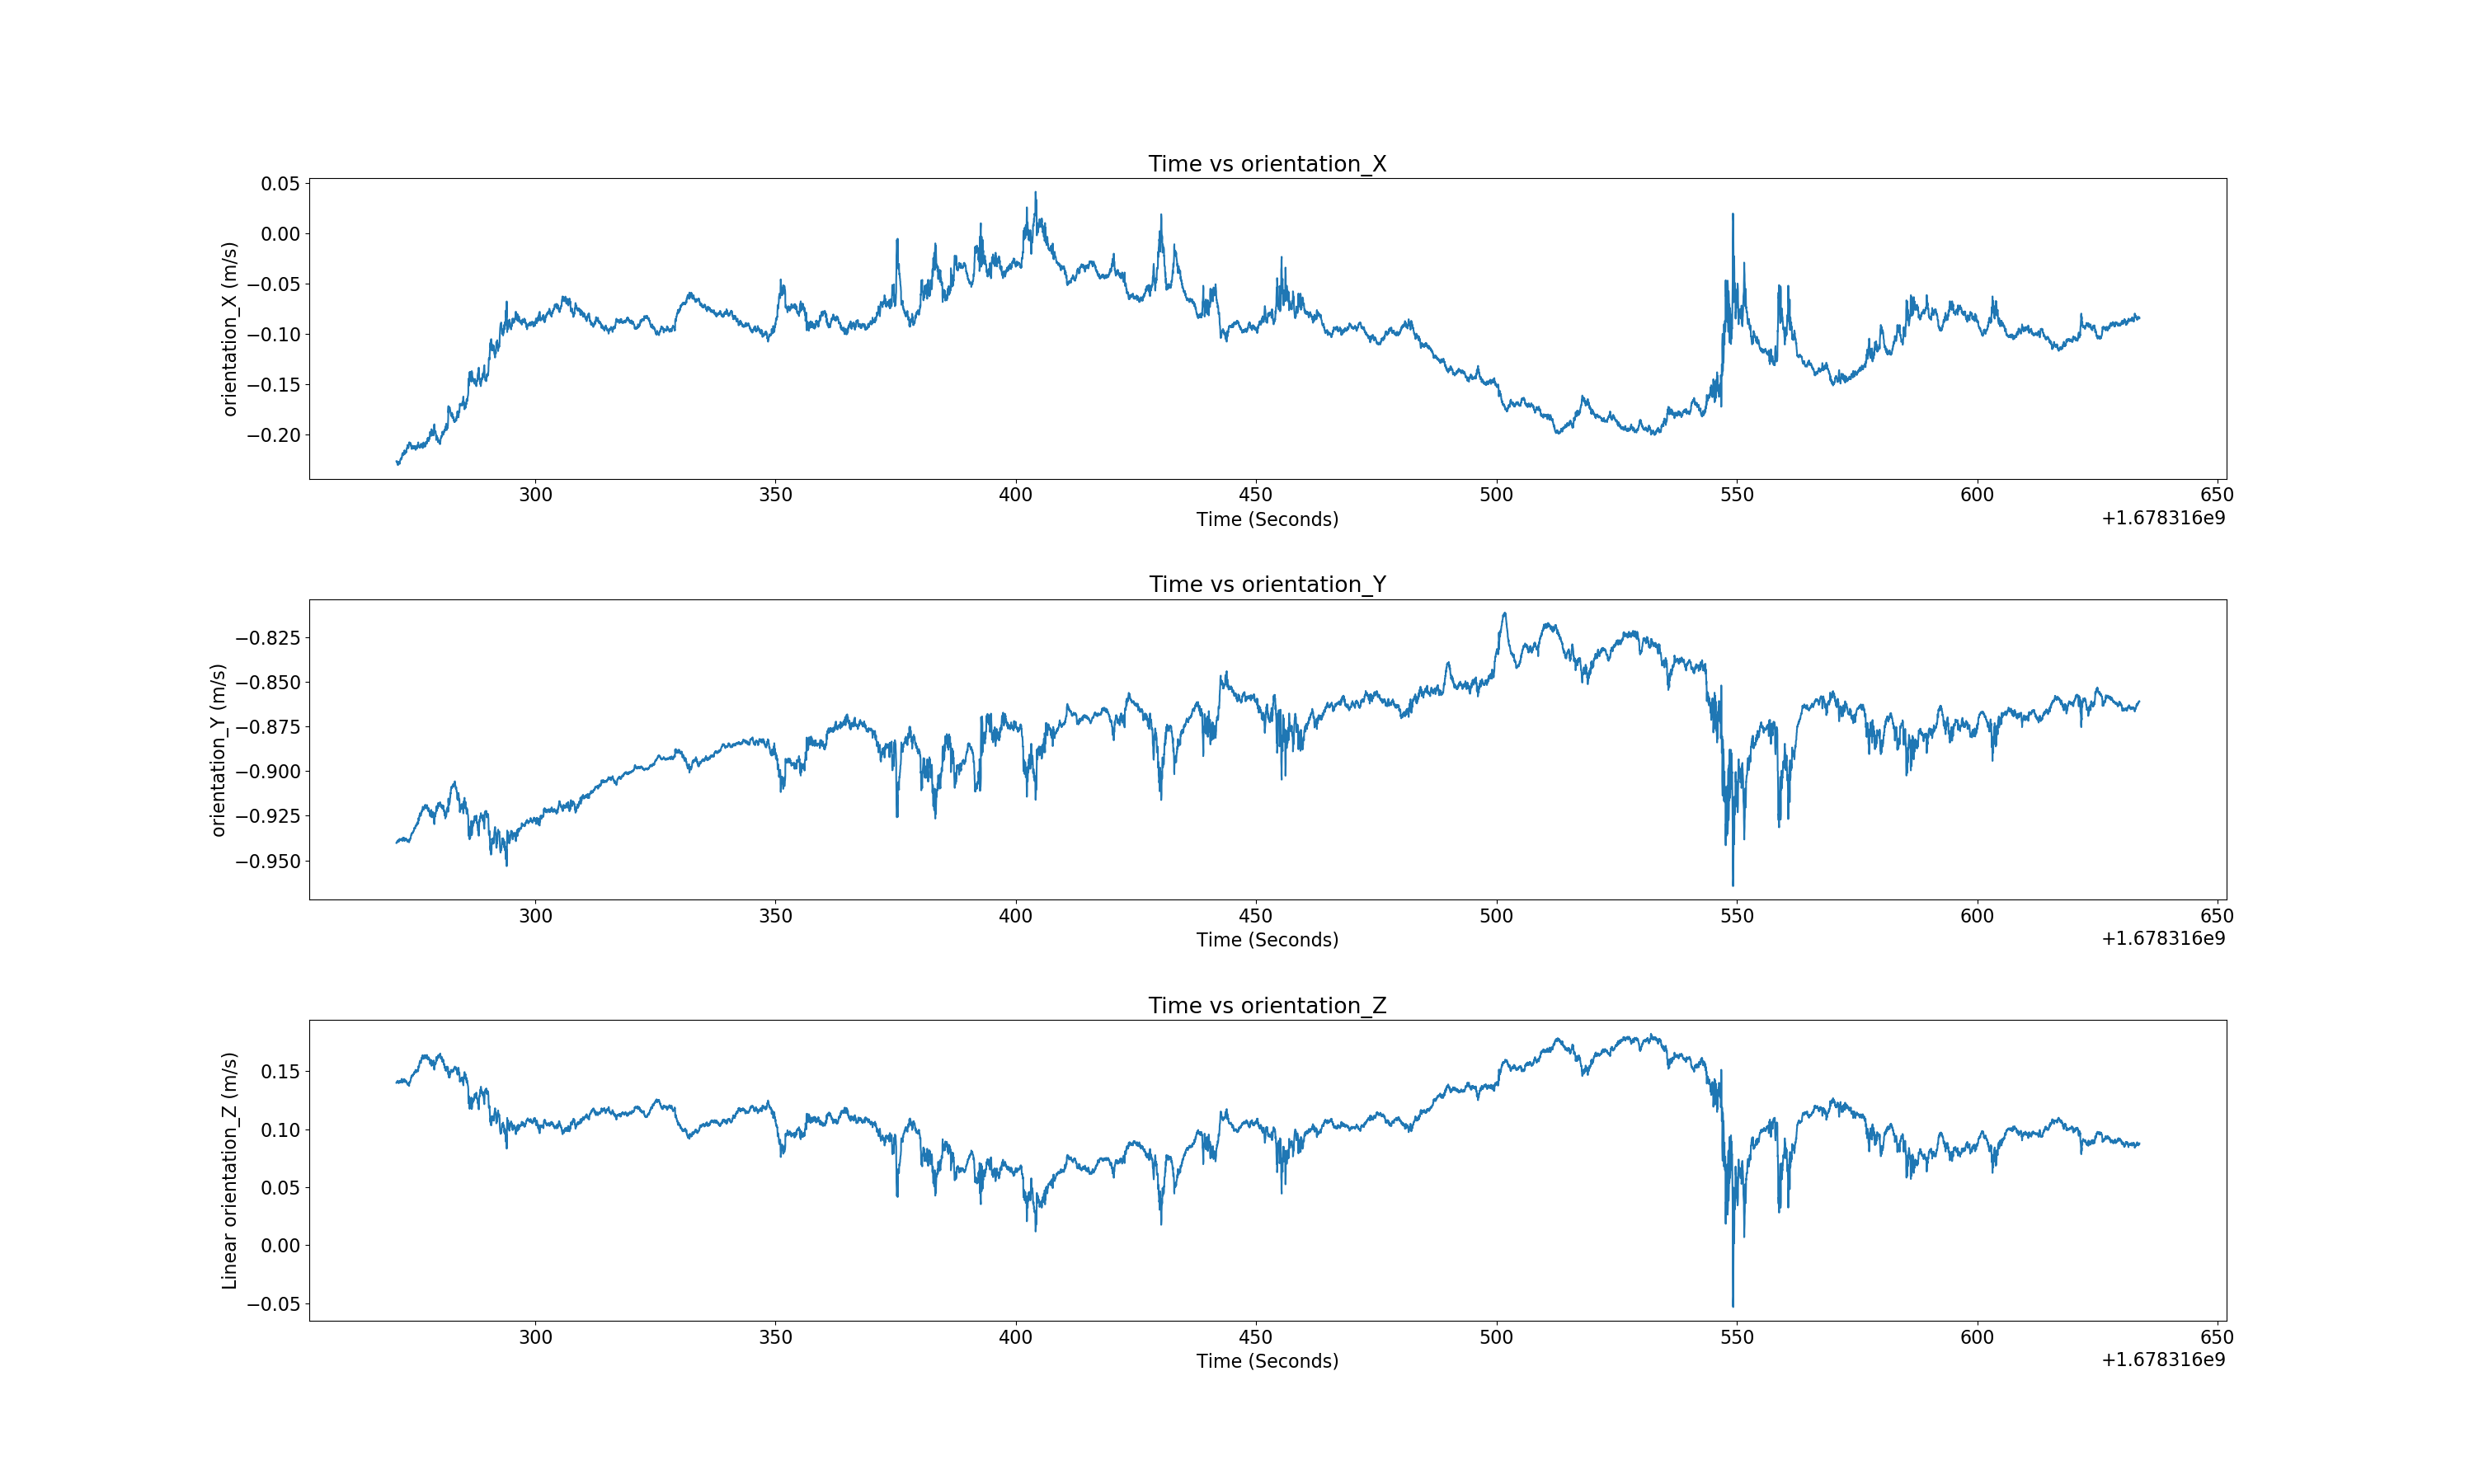 Time vs orientation_X
0.05
0.00
−0.05
−0.10
−0.15
−0.20
orientation_X (m/s)
300 350 400 450 500 550 600 650
Time (Seconds)
+1.678316e9
Time vs orientation_Y
−0.825
−0.850
−0.875
−0.900
−0.925
−0.950
orientation_Y (m/s)
300 350 400 450 500 550 600 650
Time (Seconds)
+1.678316e9
Time vs orientation_Z
0.15
0.10
0.05
0.00
−0.05
Linear orientation_Z (m/s)
300 350 400 450 500 550 600 650
Time (Seconds)
+1.678316e9